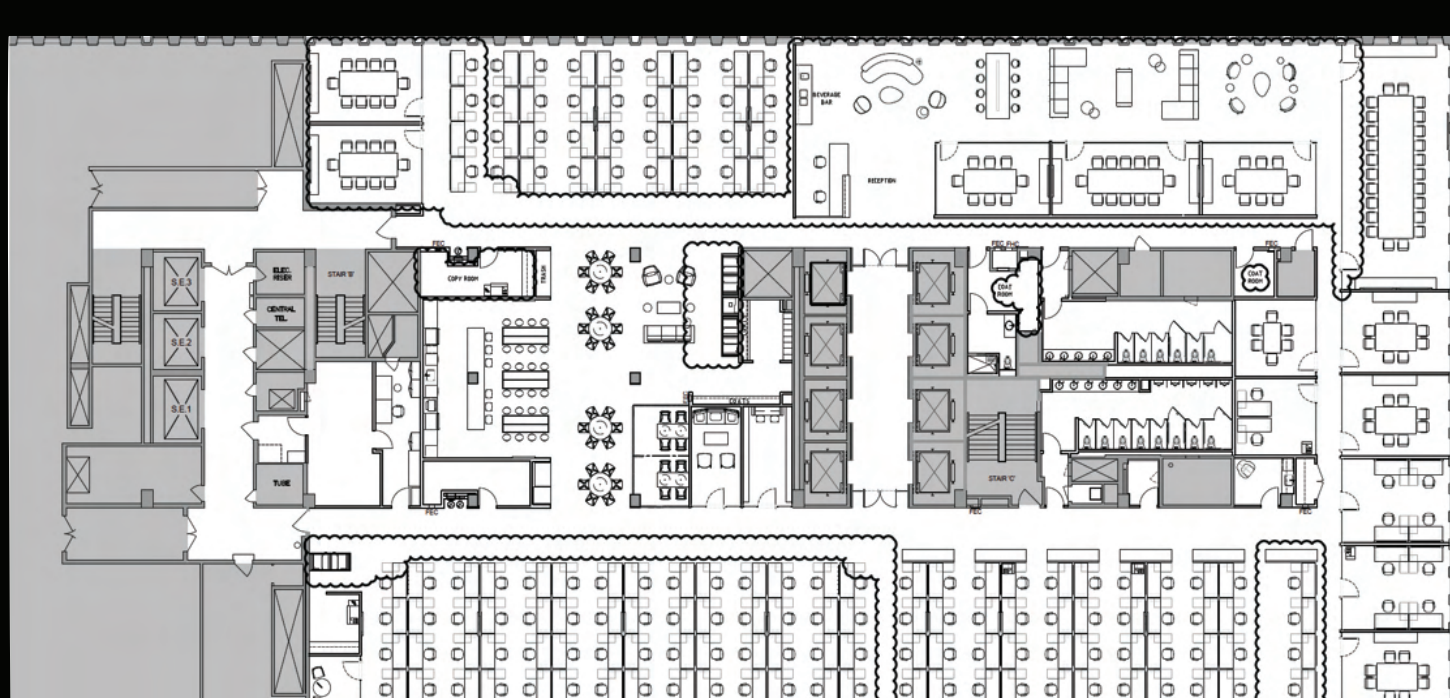 BEVERAGE
BAR
RECEPTION
FEC
FEC FHC
FEC
ELEC.
RISER
STAIR 'B'
COPY ROOM
TRASH
COAT
ROOM
COAT
ROOM
S.E.3
CENTRAL
TEL.
S.E.2
S.E.1
COATS
TUBE
STAIR 'C'
FEC
FEC
FEC